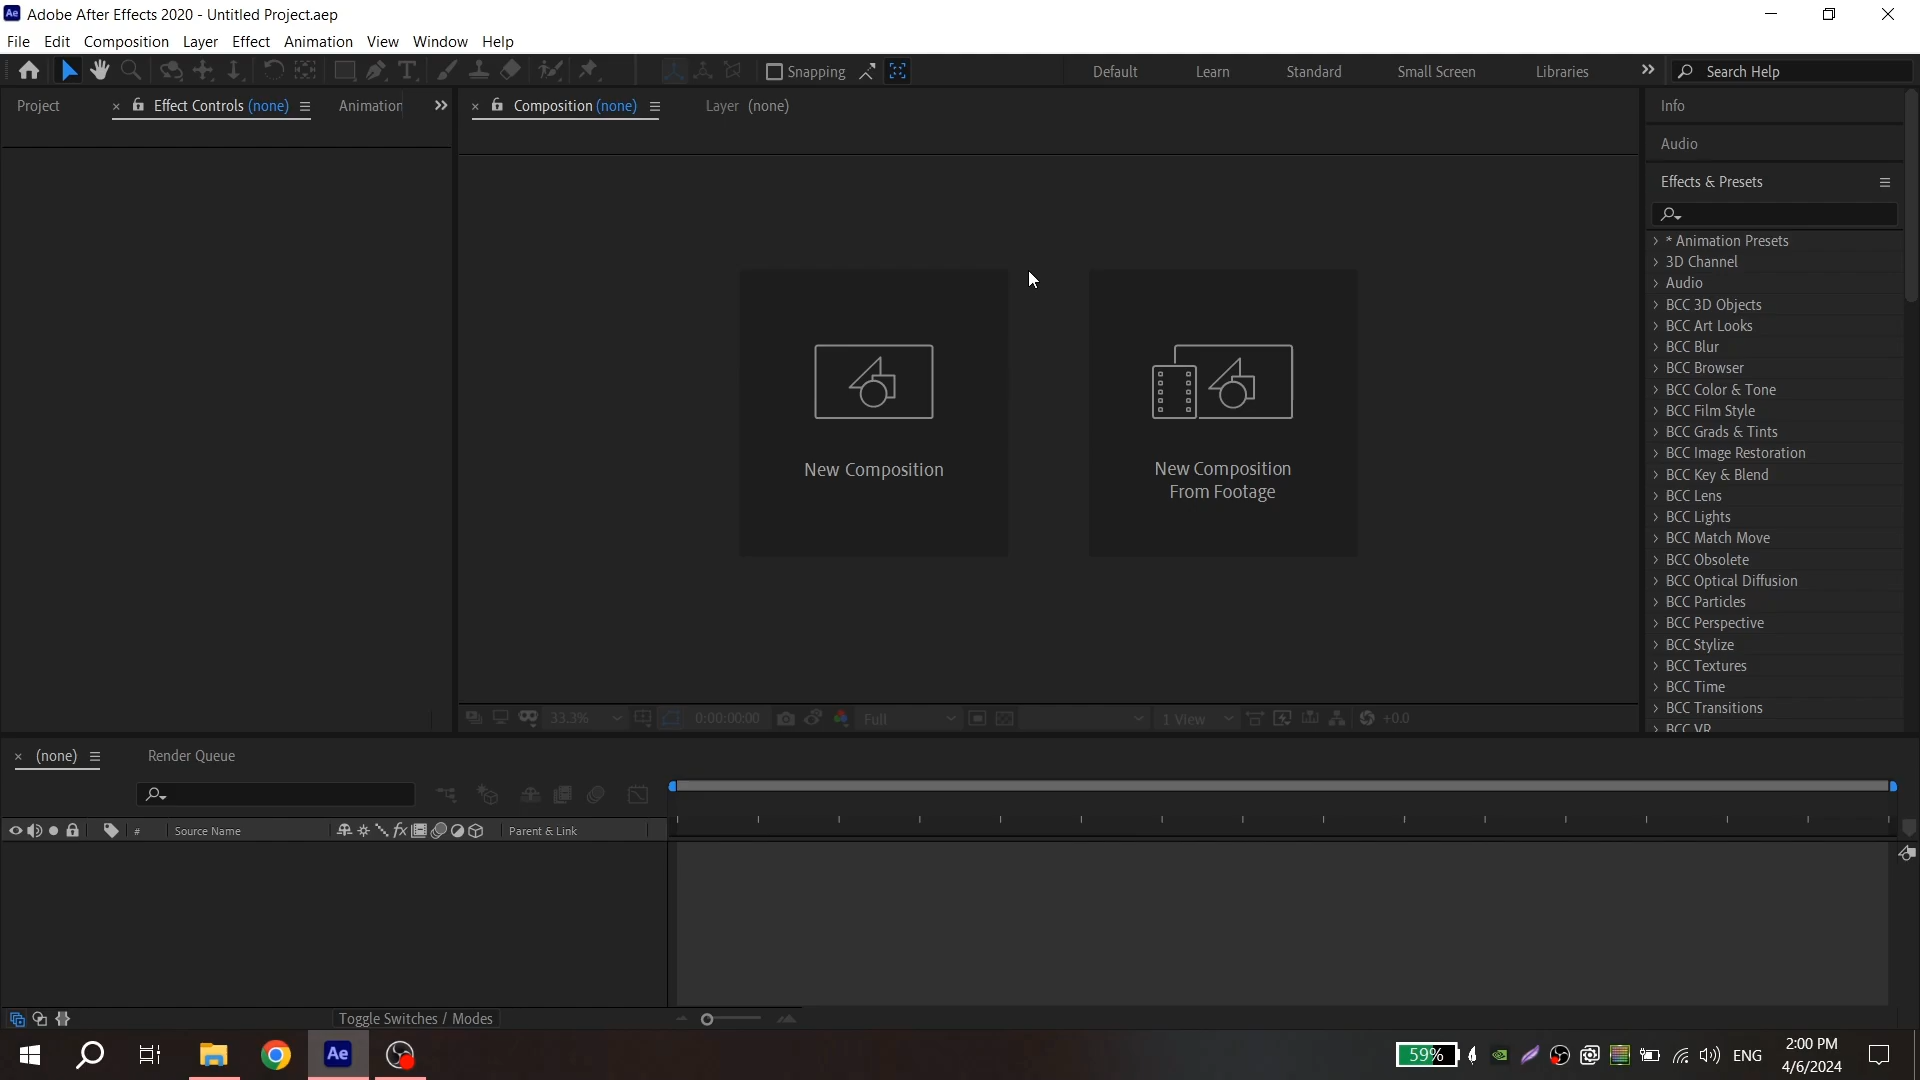 Ae Adobe After Effects 2020 - Untitled Project.aep
File Edit Composition Layer Effect Animation View Window Help
Snapping Default Learn Standard Small Screen Libraries Search Help
Project Effect Controls (none) Animation Composition (none) Layer (none) Info
Audio
Effects & Presets
* Animation Presets
3D Channel
Audio
BCC 3D Objects
BCC Art Looks
BCC Blur
BCC Browser
BCC Color & Tone
BCC Film Style
BCC Grads & Tints
BCC Image Restoration
BCC Key & Blend
BCC Lens
BCC Lights
BCC Match Move
BCC Obsolete
BCC Optical Diffusion
BCC Particles
BCC Perspective
BCC Stylize
BCC Textures
BCC Time
BCC Transitions
BCC VR
New Composition
New Composition
From Footage
33.3% 0:00:00:00 Full 1 View +0.0
(none) Render Queue
# Source Name fx Parent & Link
Toggle Switches / Modes
Ae 59% ENG
2:00 PM
4/6/2024